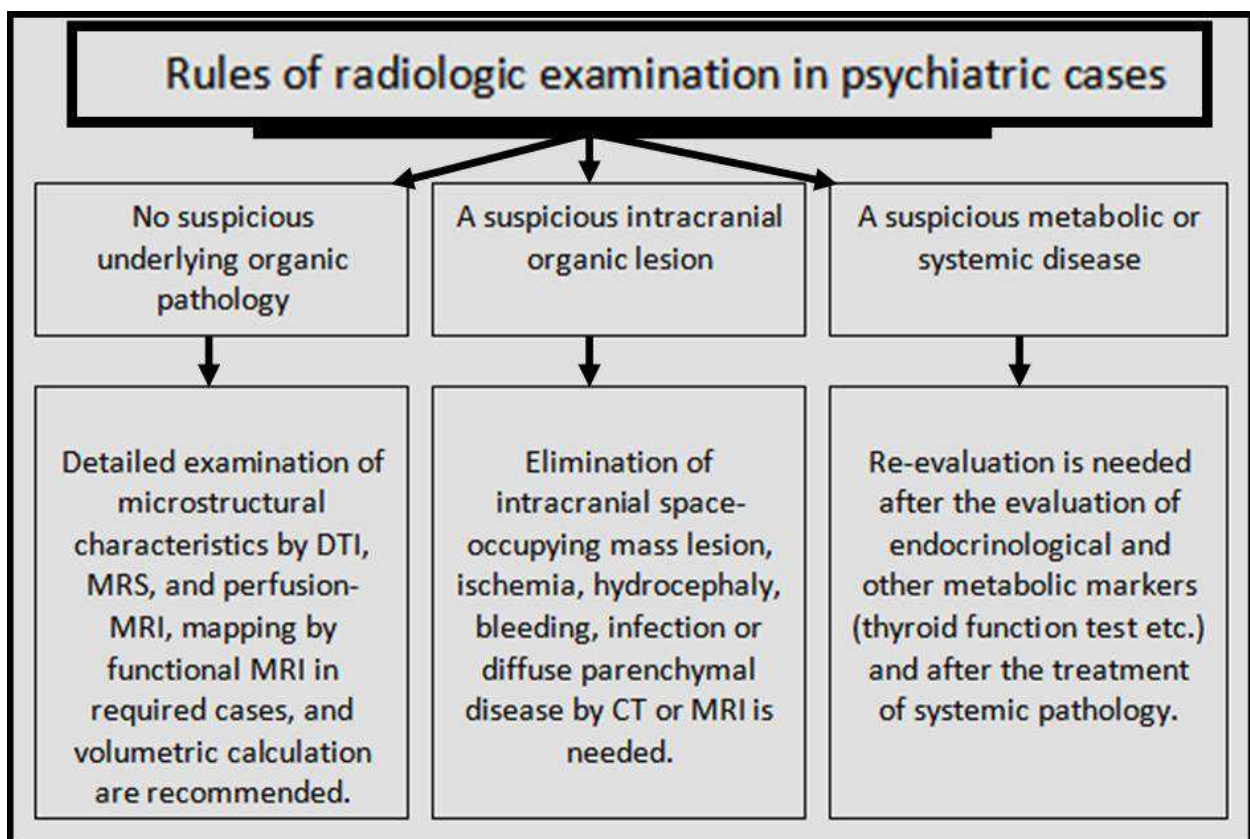 Rules of radiologic examination in psychiatric cases
No suspicious
underlying organic
pathology
A suspicious intracranial
organic lesion
A suspicious metabolic or
systemic disease
Detailed examination of
microstructural
characteristics by DTI,
MRS, and perfusion-
MRI, mapping by
functional MRI in
required cases, and
volumetric calculation
are recommended.
Elimination of
intracranial space-
occupying mass lesion,
ischemia, hydrocephaly,
bleeding, infection or
diffuse parenchymal
disease by CT or MRI is
needed.
Re-evaluation is needed
after the evaluation of
endocrinological and
other metabolic markers
(thyroid function test etc.)
and after the treatment
of systemic pathology.